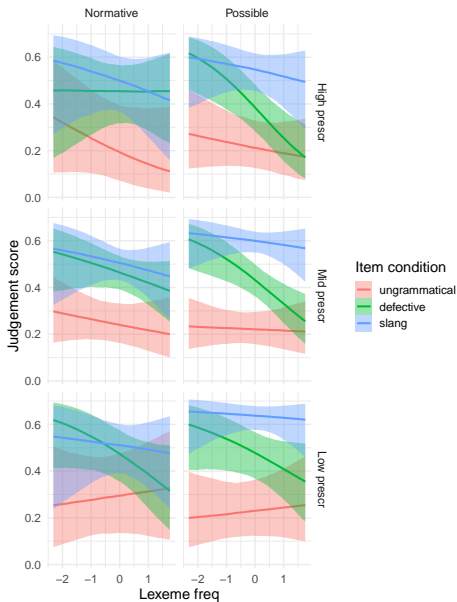 Normative Possible
0.6
0.4
0.2
0.0
High prescr
0.6
0.4
0.2
0.0
Mid prescr
0.6
0.4
0.2
0.0
Low prescr
Judgement score
−2 −1 0 1 −2 −1 0 1
Lexeme freq
Item condition
ungrammatical
defective
slang